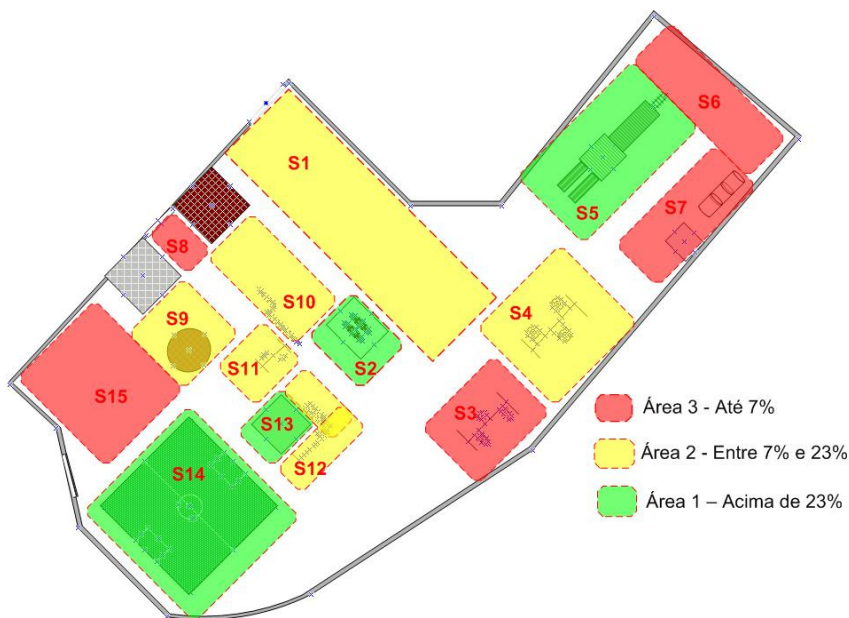 S6
S1
S5
S7
S8
S10
S4
S9
S11
S2
S15
S3
S13
S12
S14
Área 3 - Até 7%
Área 2 - Entre 7% e 23%
Área 1 – Acima de 23%